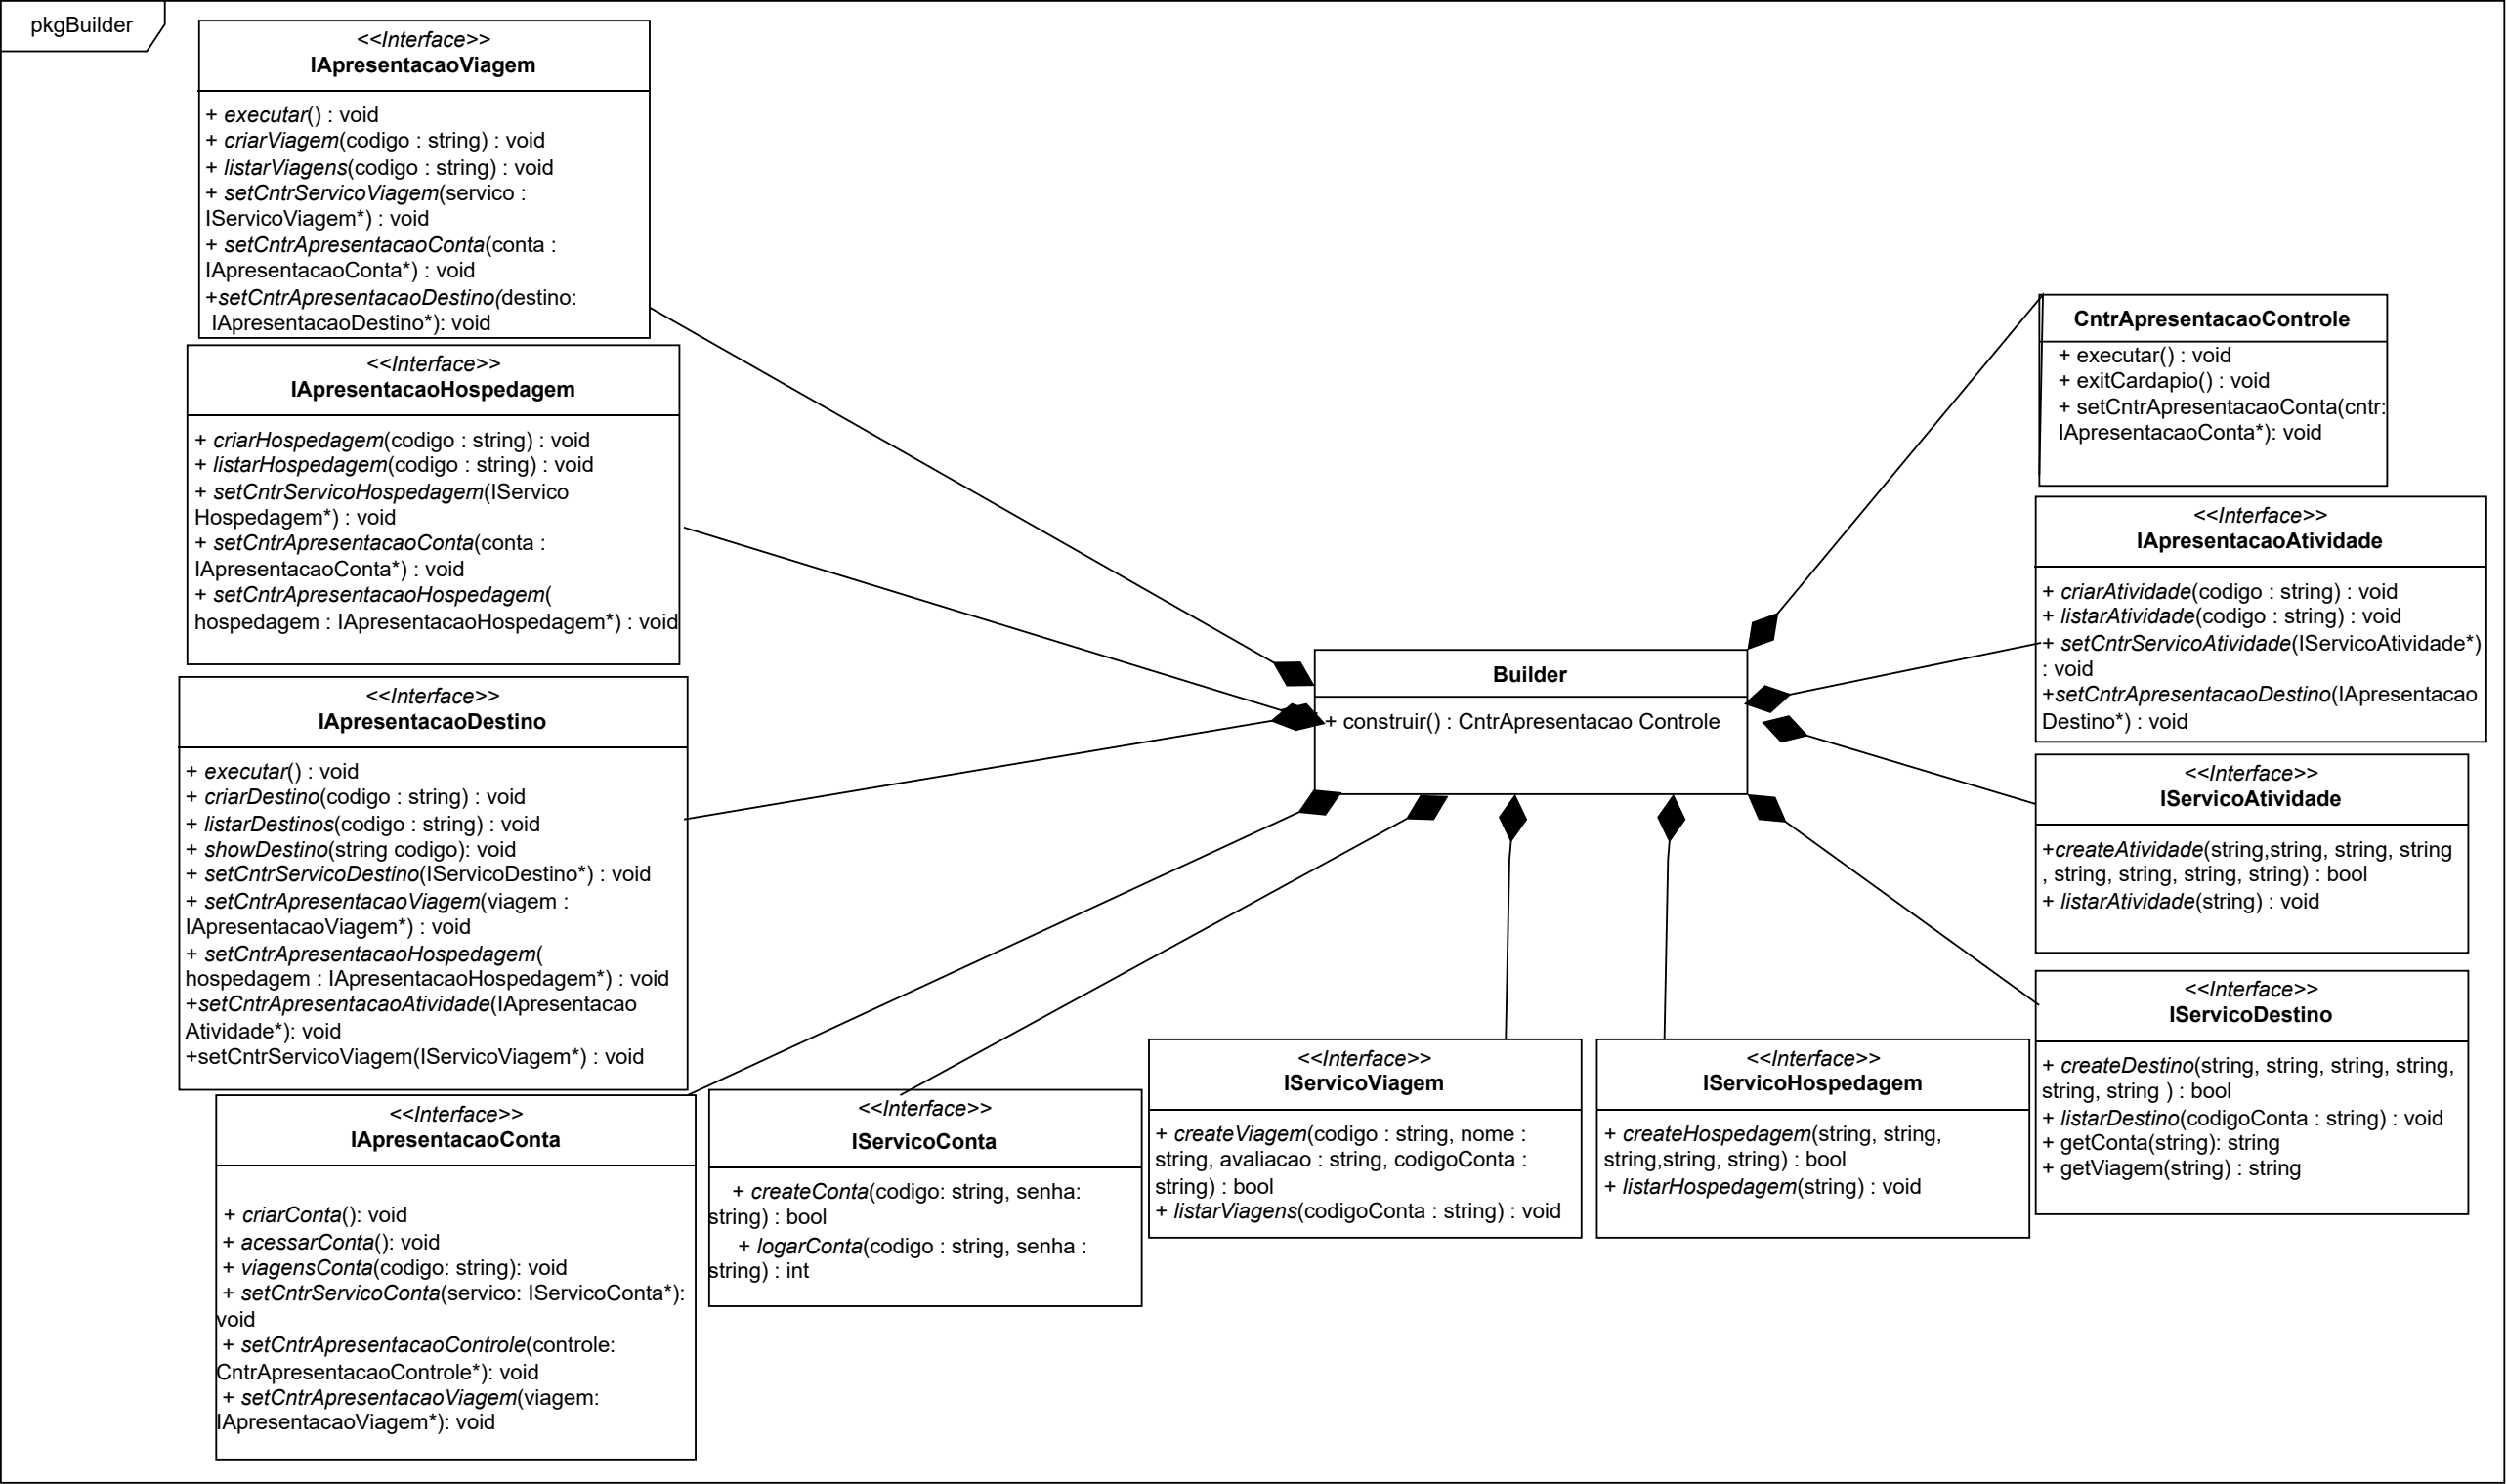 pkgBuilder
<<Interface>>
IApresentacaoViagem
+ executar() : void
+ criarViagem(codigo : string) : void
+ listarViagens(codigo : string) : void
+ setCntrServicoViagem(servico :
IServicoViagem*) : void
+ setCntrApresentacaoConta(conta :
IApresentacaoConta*) : void
+setCntrApresentacaoDestino(destino:
IApresentacaoDestino*): void
<<Interface>>
IApresentacaoHospedagem
+ criarHospedagem(codigo : string) : void
+ listarHospedagem(codigo : string) : void
+ setCntrServicoHospedagem(IServico
Hospedagem*) : void
+ setCntrApresentacaoConta(conta :
IApresentacaoConta*) : void
+ setCntrApresentacaoHospedagem(
hospedagem : IApresentacaoHospedagem*) : void
<<Interface>>
IApresentacaoDestino
+ executar() : void
+ criarDestino(codigo : string) : void
+ listarDestinos(codigo : string) : void
+ showDestino(string codigo): void
+ setCntrServicoDestino(IServicoDestino*) : void
+ setCntrApresentacaoViagem(viagem :
IApresentacaoViagem*) : void
+ setCntrApresentacaoHospedagem(
hospedagem : IApresentacaoHospedagem*) : void
+setCntrApresentacaoAtividade(IApresentacao
Atividade*): void
+setCntrServicoViagem(IServicoViagem*) : void
<<Interface>>
IApresentacaoConta
+ criarConta(): void
+ acessarConta(): void
+ viagensConta(codigo: string): void
+ setCntrServicoConta(servico: IServicoConta*):
void
+ setCntrApresentacaoControle(controle:
CntrApresentacaoControle*): void
+ setCntrApresentacaoViagem(viagem:
IApresentacaoViagem*): void
<<Interface>>
IServicoConta
+ createConta(codigo: string, senha:
string) : bool
+ logarConta(codigo : string, senha :
string) : int
<<Interface>>
IServicoViagem
+ createViagem(codigo : string, nome :
string, avaliacao : string, codigoConta :
string) : bool
+ listarViagens(codigoConta : string) : void
<<Interface>>
IServicoHospedagem
+ createHospedagem(string, string,
string,string, string) : bool
+ listarHospedagem(string) : void
Builder
+ construir() : CntrApresentacao Controle
CntrApresentacaoControle
+ executar() : void
+ exitCardapio() : void
+ setCntrApresentacaoConta(cntr:
IApresentacaoConta*): void
<<Interface>>
IApresentacaoAtividade
+ criarAtividade(codigo : string) : void
+ listarAtividade(codigo : string) : void
+ setCntrServicoAtividade(IServicoAtividade*)
: void
+setCntrApresentacaoDestino(IApresentacao
Destino*) : void
<<Interface>>
IServicoAtividade
+createAtividade(string,string, string, string
, string, string, string, string) : bool
+ listarAtividade(string) : void
<<Interface>>
IServicoDestino
+ createDestino(string, string, string, string,
string, string ) : bool
+ listarDestino(codigoConta : string) : void
+ getConta(string): string
+ getViagem(string) : string